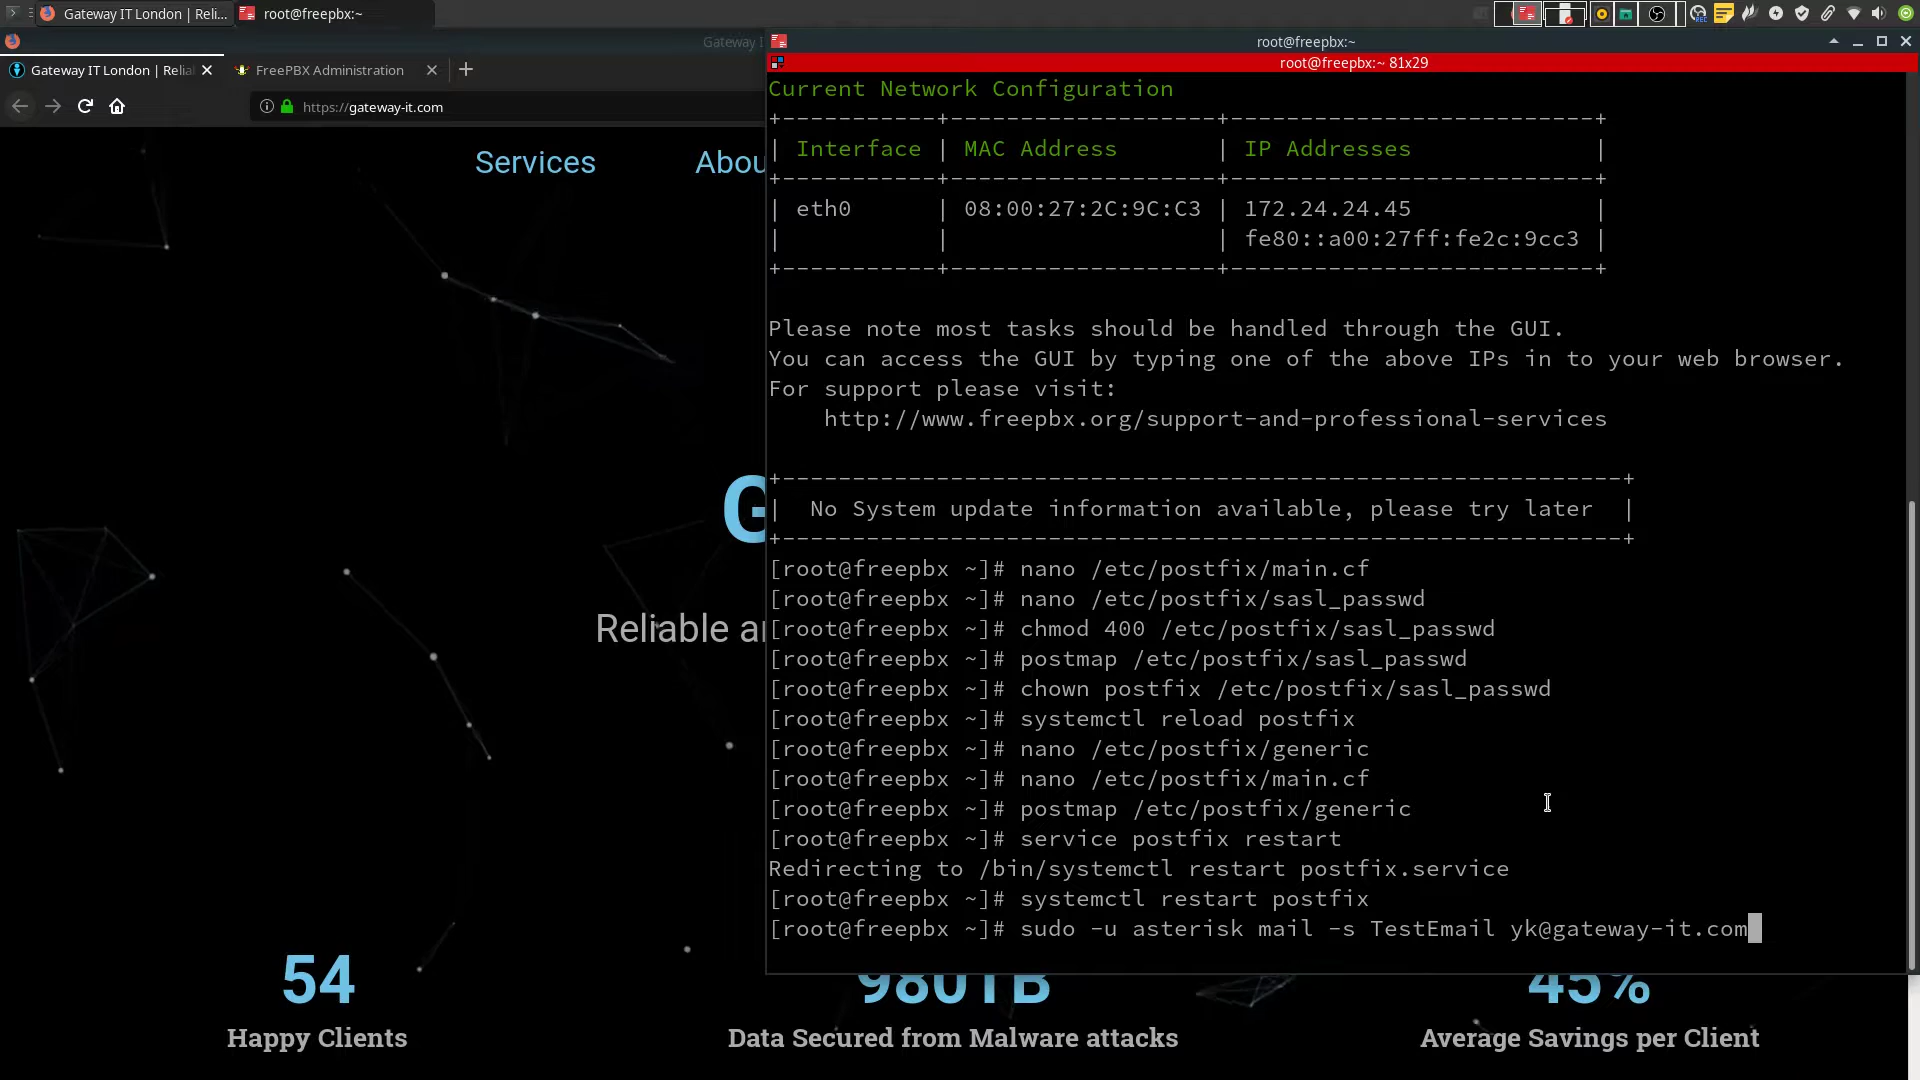 Gateway IT London | Reli...
root@freepbx:~
Gateway I
root@freepbx:~
Gateway IT London | Relia
FreePBX Administration
root@freepbx:~ 81x29
https://gateway-it.com
Services
Abou
G
Reliable an
54
980TB
45%
Happy Clients
Data Secured from Malware attacks
Average Savings per Client
Current Network Configuration
+-----------+-------------------+--------------------------+
| Interface | MAC Address       | IP Addresses             |
+-----------+-------------------+--------------------------+
| eth0      | 08:00:27:2C:9C:C3 | 172.24.24.45             |
|           |                   | fe80::a00:27ff:fe2c:9cc3 |
+-----------+-------------------+--------------------------+
Please note most tasks should be handled through the GUI.
You can access the GUI by typing one of the above IPs in to your web browser.
For support please visit:
http://www.freepbx.org/support-and-professional-services
+------------------------------------------------------------+
|  No System update information available, please try later  |
+------------------------------------------------------------+
[root@freepbx ~]# nano /etc/postfix/main.cf
[root@freepbx ~]# nano /etc/postfix/sasl_passwd
[root@freepbx ~]# chmod 400 /etc/postfix/sasl_passwd
[root@freepbx ~]# postmap /etc/postfix/sasl_passwd
[root@freepbx ~]# chown postfix /etc/postfix/sasl_passwd
[root@freepbx ~]# systemctl reload postfix
[root@freepbx ~]# nano /etc/postfix/generic
[root@freepbx ~]# nano /etc/postfix/main.cf
[root@freepbx ~]# postmap /etc/postfix/generic
[root@freepbx ~]# service postfix restart
Redirecting to /bin/systemctl restart postfix.service
[root@freepbx ~]# systemctl restart postfix
[root@freepbx ~]# sudo -u asterisk mail -s TestEmail yk@gateway-it.com